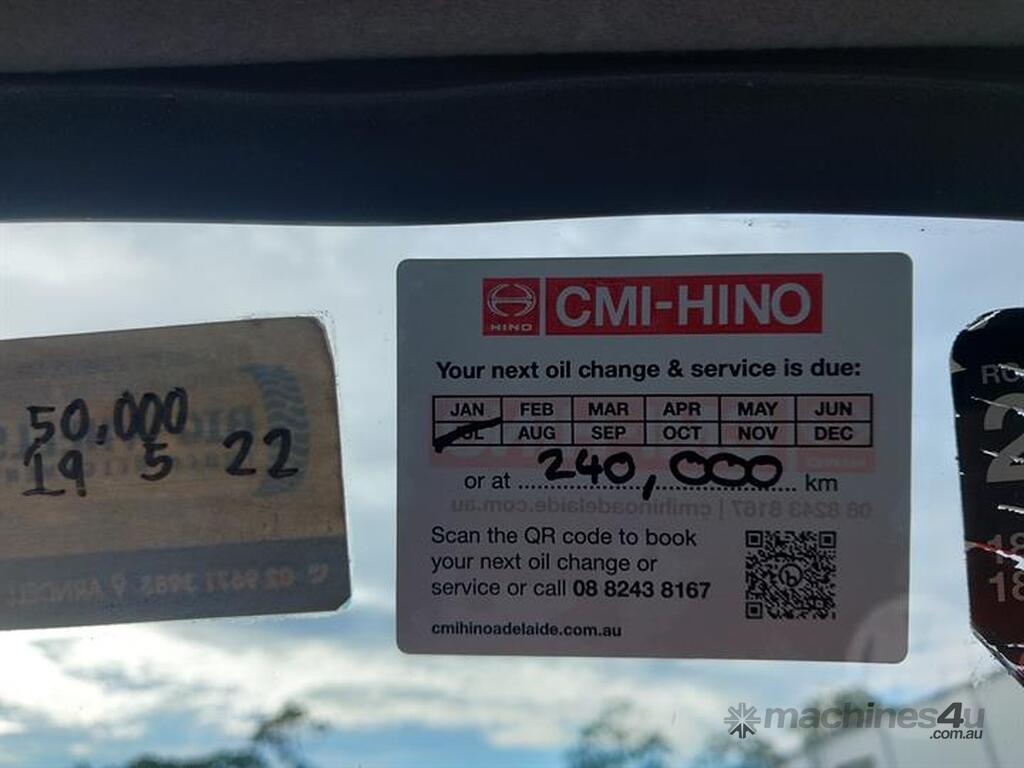 50,000
19 5 22
HINO
CMI-HINO
Your next oil change & service is due:
JAN FEB MAR APR MAY JUN
JUL AUG SEP OCT NOV DEC
or at 240,000 km
08 8243 8167 | cmihinoadelaide.com.au
Scan the QR code to book
your next oil change or
service or call 08 8243 8167
cmihinoadelaide.com.au
machines4u
.com.au